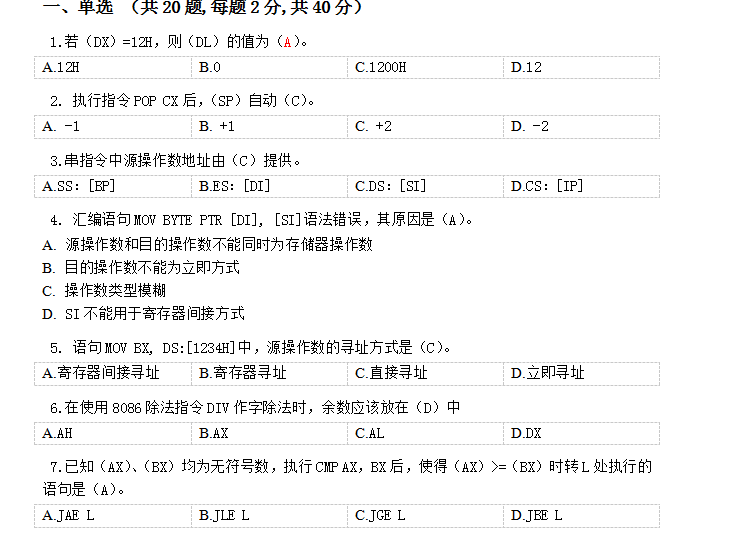 一、单选 （共 20 题, 每题 2 分, 共 40 分）
1.若（DX）=12H，则（DL）的值为（A）。
A.12H B.0 C.1200H D.12
2. 执行指令 POP CX 后,（SP）自动（C）。
A. -1 B. +1 C. +2 D. -2
3.串指令中源操作数地址由（C）提供。
A.SS：[BP] B.ES：[DI] C.DS：[SI] D.CS：[IP]
4. 汇编语句 MOV BYTE PTR [DI], [SI]语法错误，其原因是（A）。
A. 源操作数和目的操作数不能同时为存储器操作数
B. 目的操作数不能为立即方式
C. 操作数类型模糊
D. SI 不能用于寄存器间接方式
5. 语句 MOV BX, DS:[1234H]中，源操作数的寻址方式是（C）。
A.寄存器间接寻址 B.寄存器寻址 C.直接寻址 D.立即寻址
6.在使用 8086 除法指令 DIV 作字除法时，余数应该放在（D）中
A.AH B.AX C.AL D.DX
7.已知（AX）、（BX）均为无符号数，执行 CMP AX，BX 后，使得（AX）>=（BX）时转 L 处执行的
语句是（A）。
A.JAE L B.JLE L C.JGE L D.JBE L